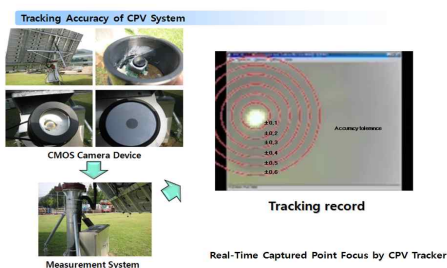 Tracking Accuracy of CPV System
CMOS Camera Device
Measurement System
±0,1
±0,2
±0,3
±0,4
±0,5
±0,6
Accuracy tolerance
Tracking record
Real-Time Captured Point Focus by CPV Tracker